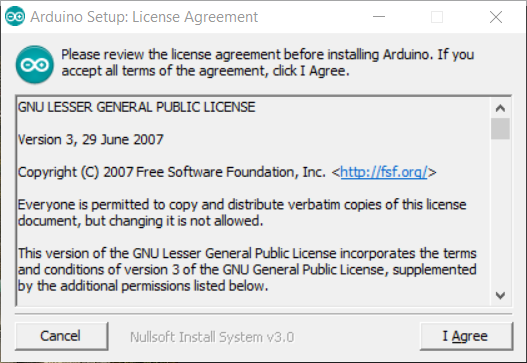 Arduino Setup: License Agreement
Please review the license agreement before installing Arduino. If you
accept all terms of the agreement, click I Agree.
GNU LESSER GENERAL PUBLIC LICENSE
Version 3, 29 June 2007
Copyright (C) 2007 Free Software Foundation, Inc. <http://fsf.org/>
Everyone is permitted to copy and distribute verbatim copies of this license
document, but changing it is not allowed.
This version of the GNU Lesser General Public License incorporates the terms
and conditions of version 3 of the GNU General Public License, supplemented
by the additional permissions listed below.
Cancel
Nullsoft Install System v3.0
I Agree